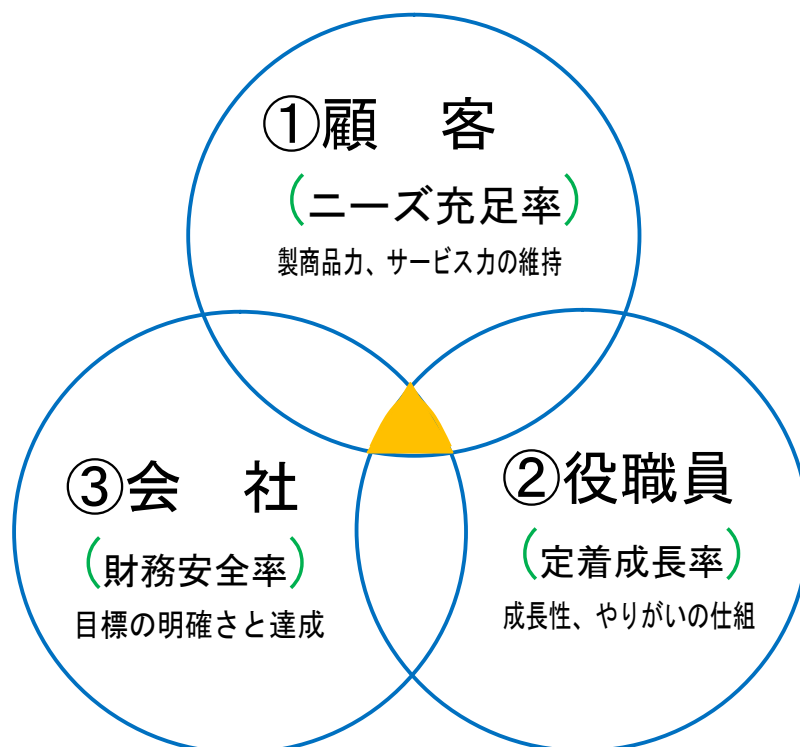 ①顧　客
(ニーズ充足率)
製商品力、サービス力の維持
③会　社
(財務安全率)
目標の明確さと達成
②役職員
(定着成長率)
成長性、やりがいの仕組